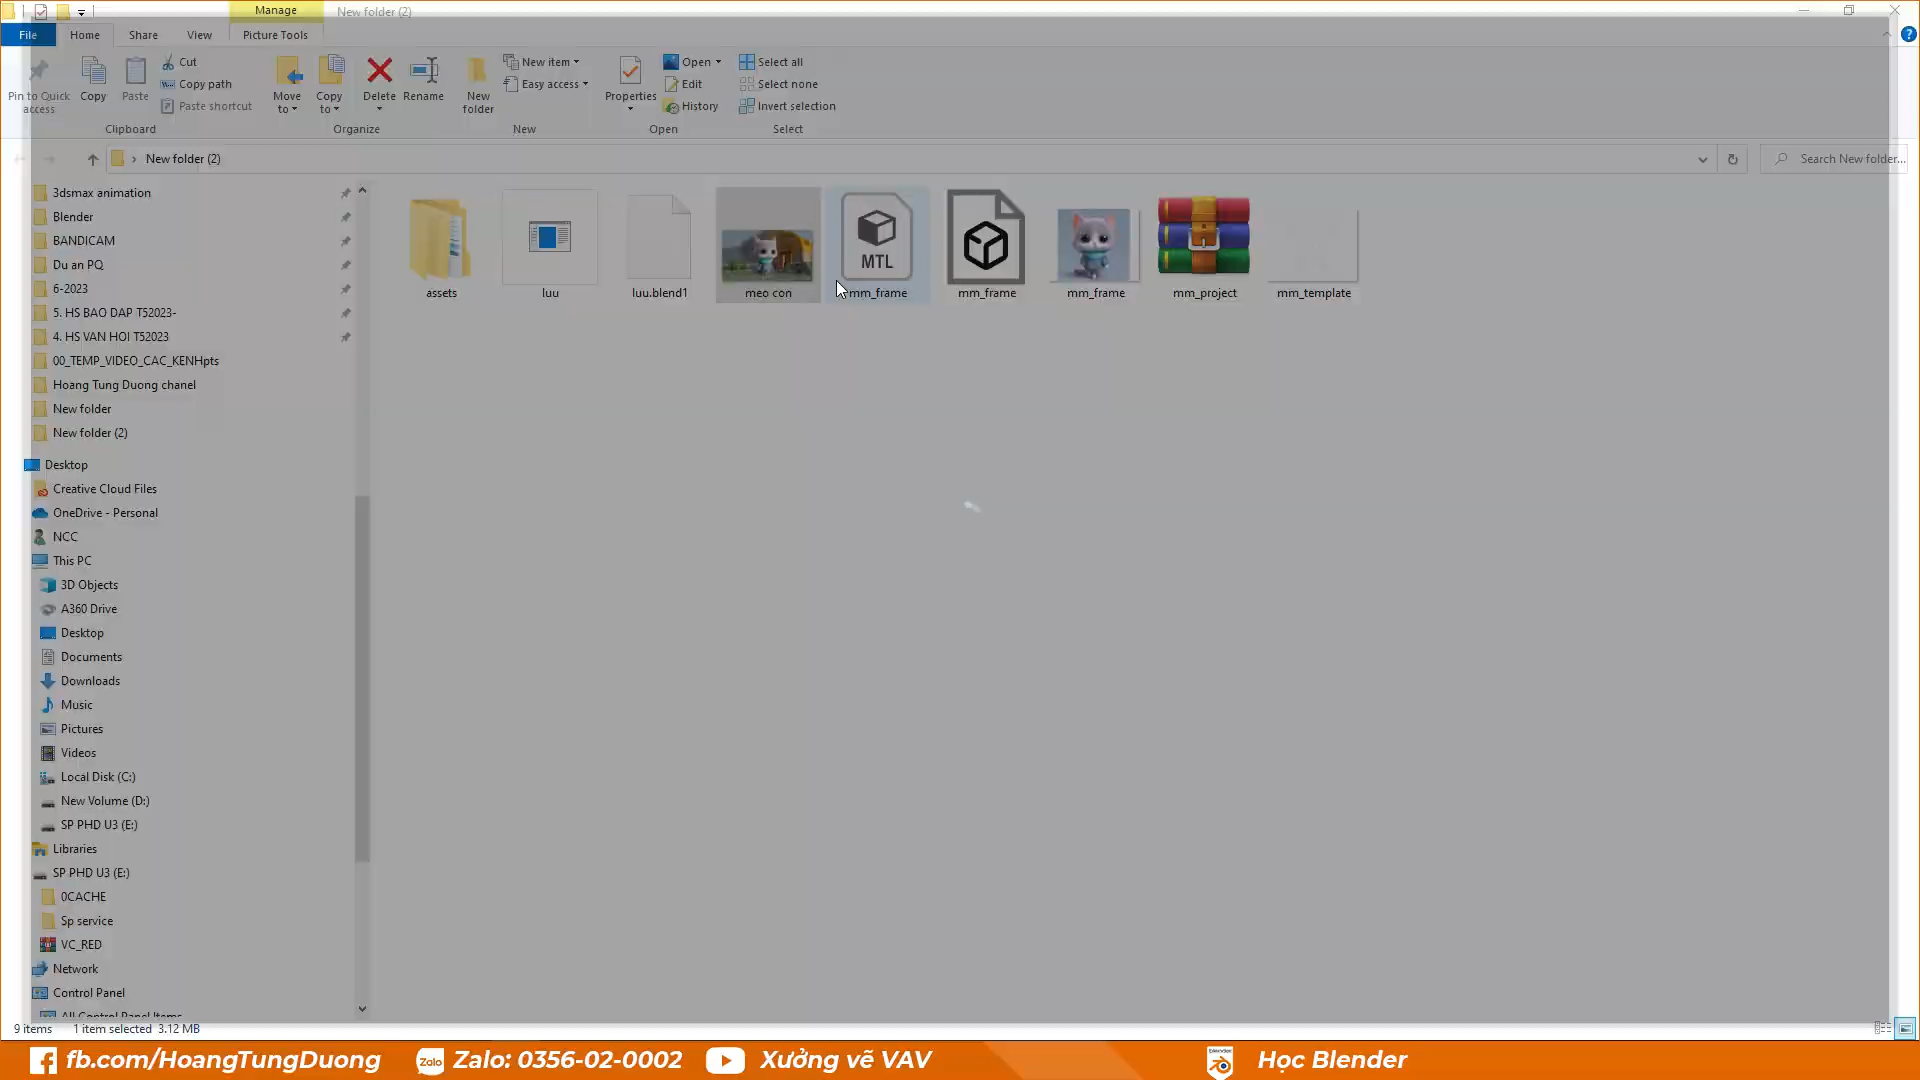 Manage
New folder (2)
File
Home
Share
View
Picture Tools
Pin to Quick access
Copy
Paste
Cut
Copy path
Paste shortcut
Clipboard
Move to
Copy to
Delete
Rename
Organize
New folder
New item
Easy access
New
Properties
Open
Edit
History
Open
Select all
Select none
Invert selection
Select
New folder (2)
Search New folder...
3dsmax animation
Blender
BANDICAM
Du an PQ
6-2023
5. HS BAO DAP T52023-
4. HS VAN HOI T52023
00_TEMP_VIDEO_CAC_KENHpts
Hoang Tung Duong chanel
New folder
New folder (2)
Desktop
Creative Cloud Files
OneDrive - Personal
NCC
This PC
3D Objects
A360 Drive
Desktop
Documents
Downloads
Music
Pictures
Videos
Local Disk (C:)
New Volume (D:)
SP PHD U3 (E:)
Libraries
SP PHD U3 (E:)
0CACHE
Sp service
VC_RED
Network
Control Panel
All Control Panel Items
assets
luu
luu.blend1
meo con
MTL
mm_frame
mm_frame
mm_frame
mm_project
mm_template
9 items
1 item selected 3.12 MB
fb.com/HoangTungDuong
Zalo
Zalo: 0356-02-0002
Xưởng vẽ VAV
blender
Học Blender